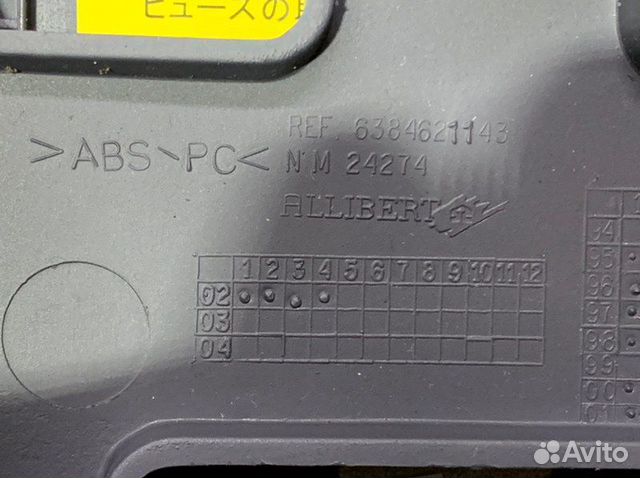 ヒューズの
REF. 6384621143
>ABS~PC<
N°M 24274
ALLIBERT
1 2 3 4 5 6 7 8 9 10 11 12
02
03
04
94
95
96
97
98
99
00
01
Avito